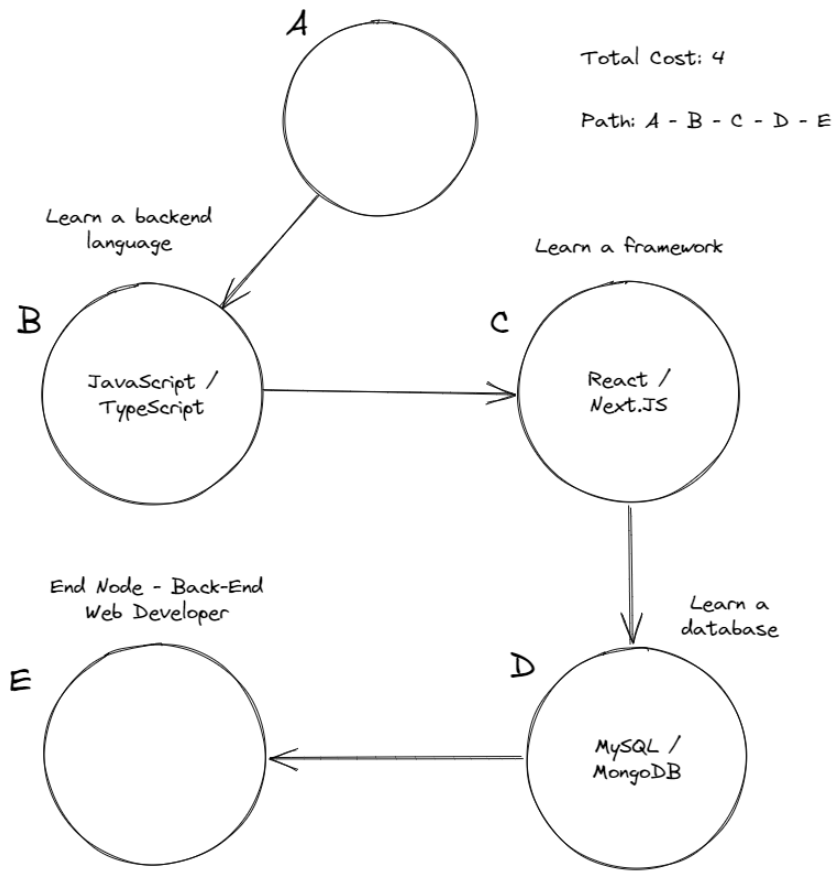 A
Total Cost: 4
Path: A - B - C - D - E
Learn a backend
language
Learn a framework
B
JavaScript /
TypeScript
C
React /
Next.JS
End Node - Back-End
Web Developer
Learn a
database
E
D
MySQL /
MongoDB